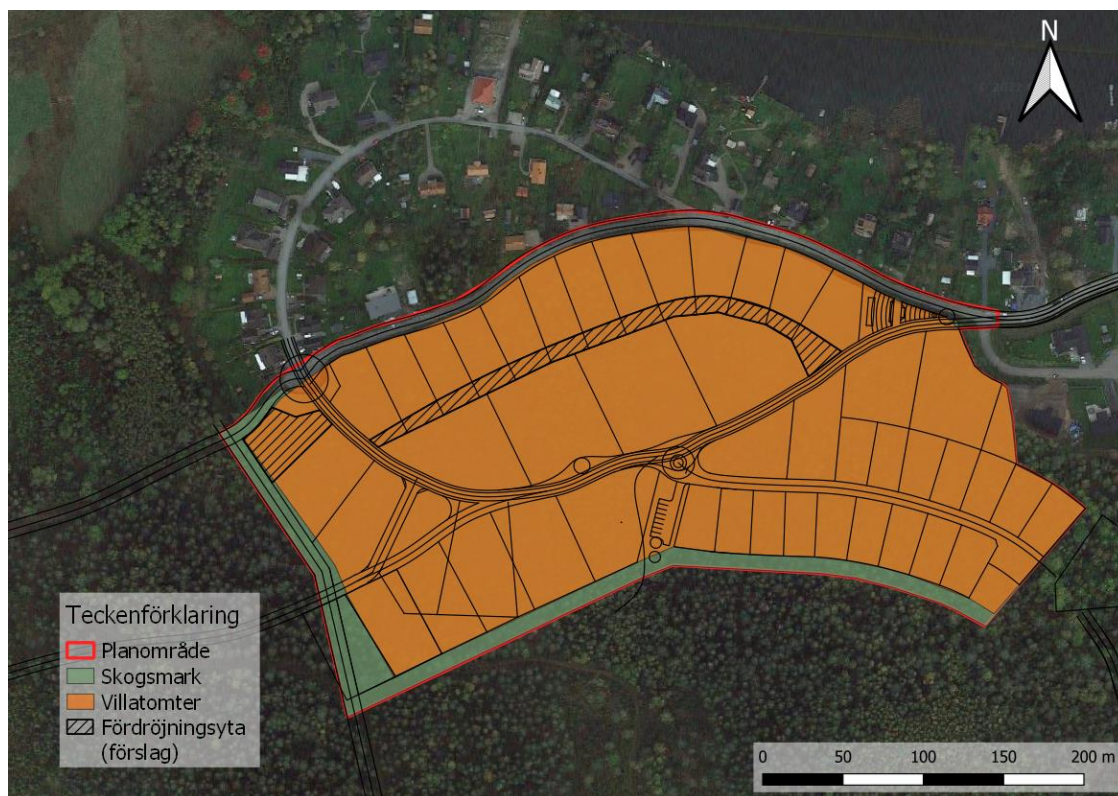 N
Teckenförklaring
Planområde
Skogsmark
Villatomter
Fördröjningsyta
(förslag)
0 50 100 150 200 m